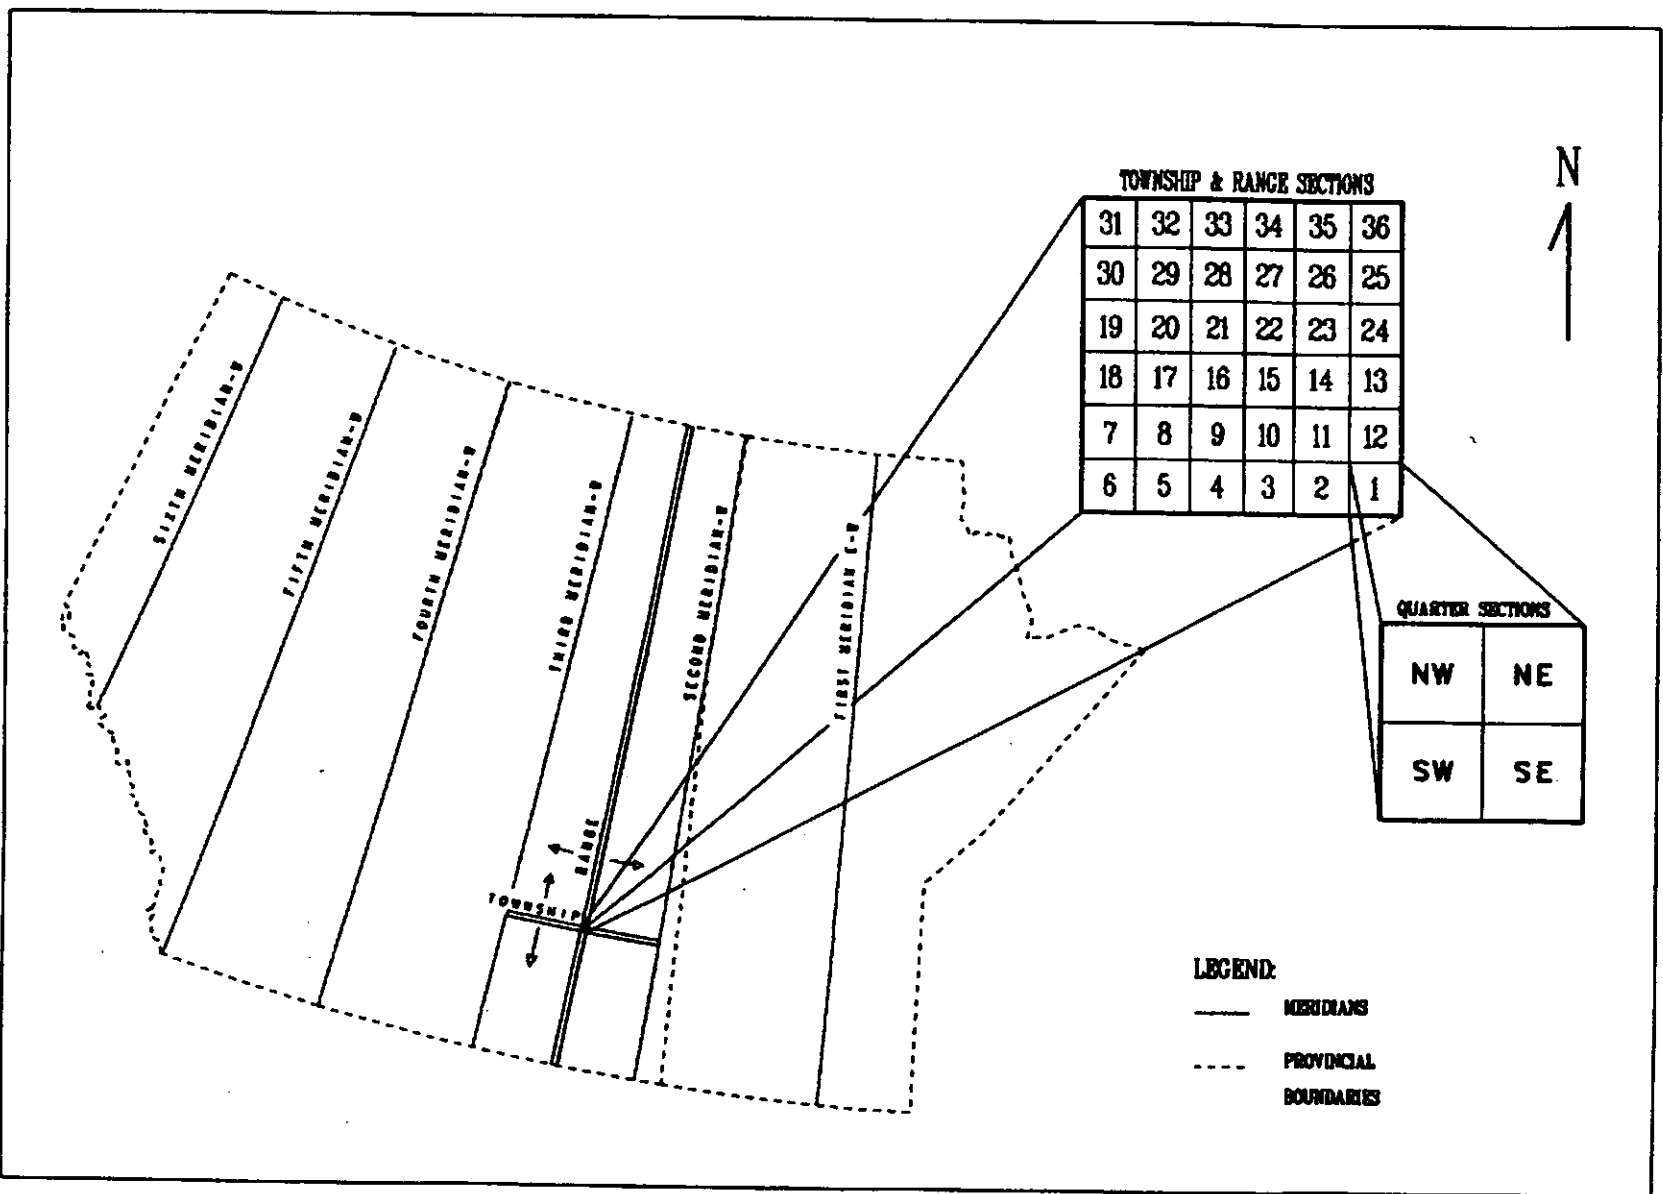 N
TOWNSHIP & RANGE SECTIONS
31 32 33 34 35 36
30 29 28 27 26 25
19 20 21 22 23 24
18 17 16 15 14 13
7 8 9 10 11 12
6 5 4 3 2 1
SIXTH MERIDIAN-W
FIFTH MERIDIAN-W
FOURTH MERIDIAN-W
THIRD MERIDIAN-W
SECOND MERIDIAN-W
FIRST MERIDIAN E-W
QUARTER SECTIONS
NW NE
SW SE
RANGE
TOWNSHIP
LEGEND:
MERIDIANS
PROVINCIAL
BOUNDARIES